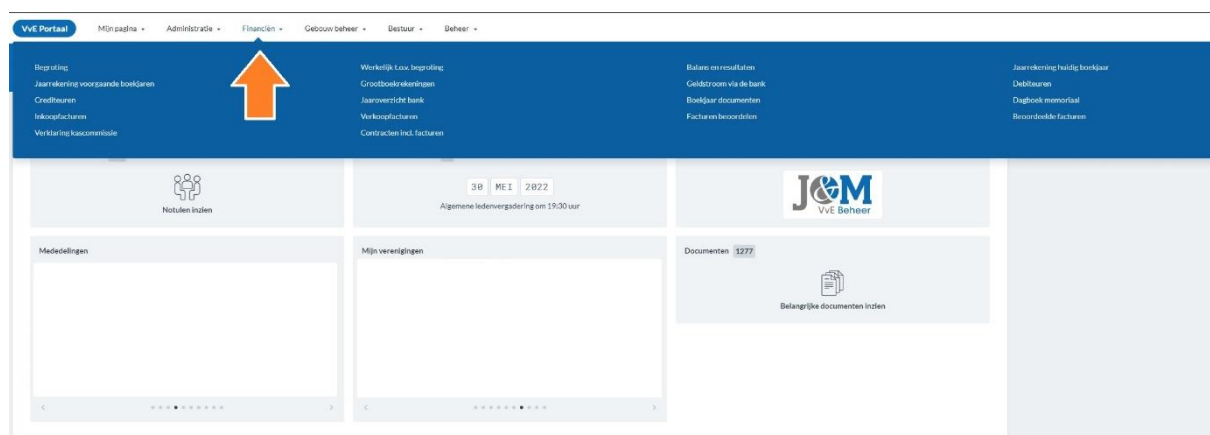 VvE Portaal Mijn pagina Administratie Financiën Gebouw beheer Bestuur Beheer
Begroting Werkelijk t.o.v. begroting Balans en resultaten Jaarrekening huidig boekjaar
Jaarrekening voorgaande boekjaren Grootboekrekeningen Geldstroom via de bank Debiteuren
Crediteuren Jaaroverzicht bank Boekjaar documenten Dagboek memoriaal
Inkoopfacturen Verkoopfacturen Facturen beoordelen Beoordeelde facturen
Verklaring kascommissie Contracten incl. facturen
30 MEI 2022
Notulen inzien Algemene ledenvergadering om 19:30 uur
J&M
VvE Beheer
Mededelingen Mijn verenigingen Documenten 1277
Belangrijke documenten inzien